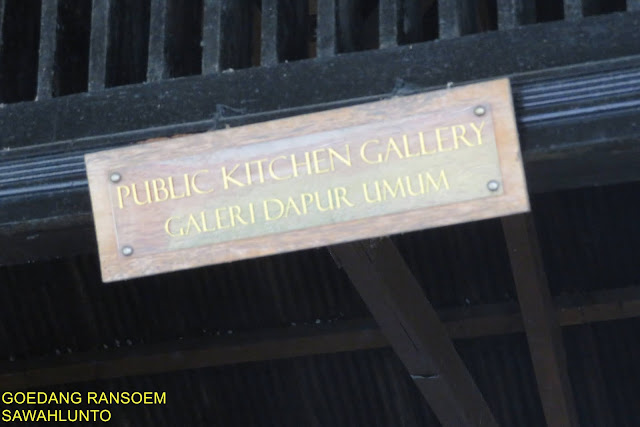 PUBLIC KITCHEN GALLERY
GALERI DAPUR UMUM
GOEDANG RANSOEM
SAWAHLUNTO